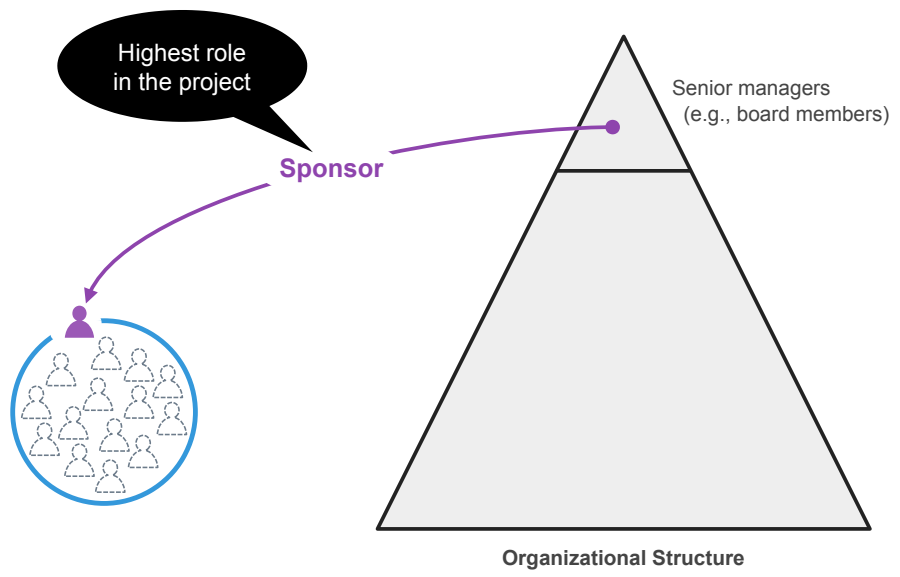 Highest role
in the project
Sponsor
Senior managers
(e.g., board members)
Organizational Structure